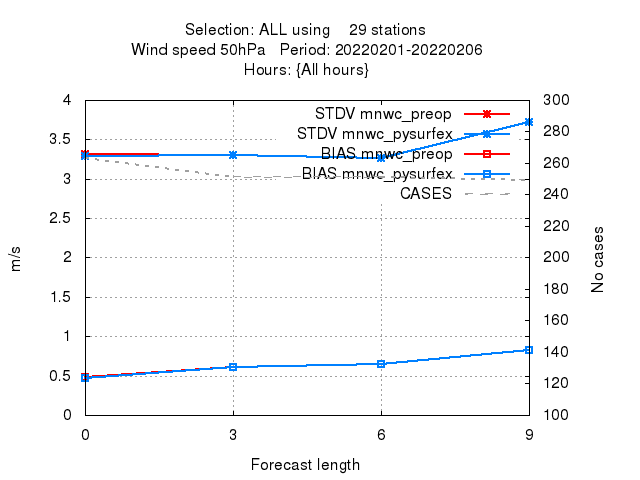 Selection: ALL using    29 stations
Wind speed 50hPa   Period: 20220201-20220206
Hours: {All hours}
4 300
STDV mnwc_preop
3.5 STDV mnwc_pysurfex 280
BIAS mnwc_preop 260
3 BIAS mnwc_pysurfex
CASES 240
2.5 220
m/s 2 No cases 200
180
1.5
160
1
140
0.5 120
0 100
0 3 6 9
Forecast length